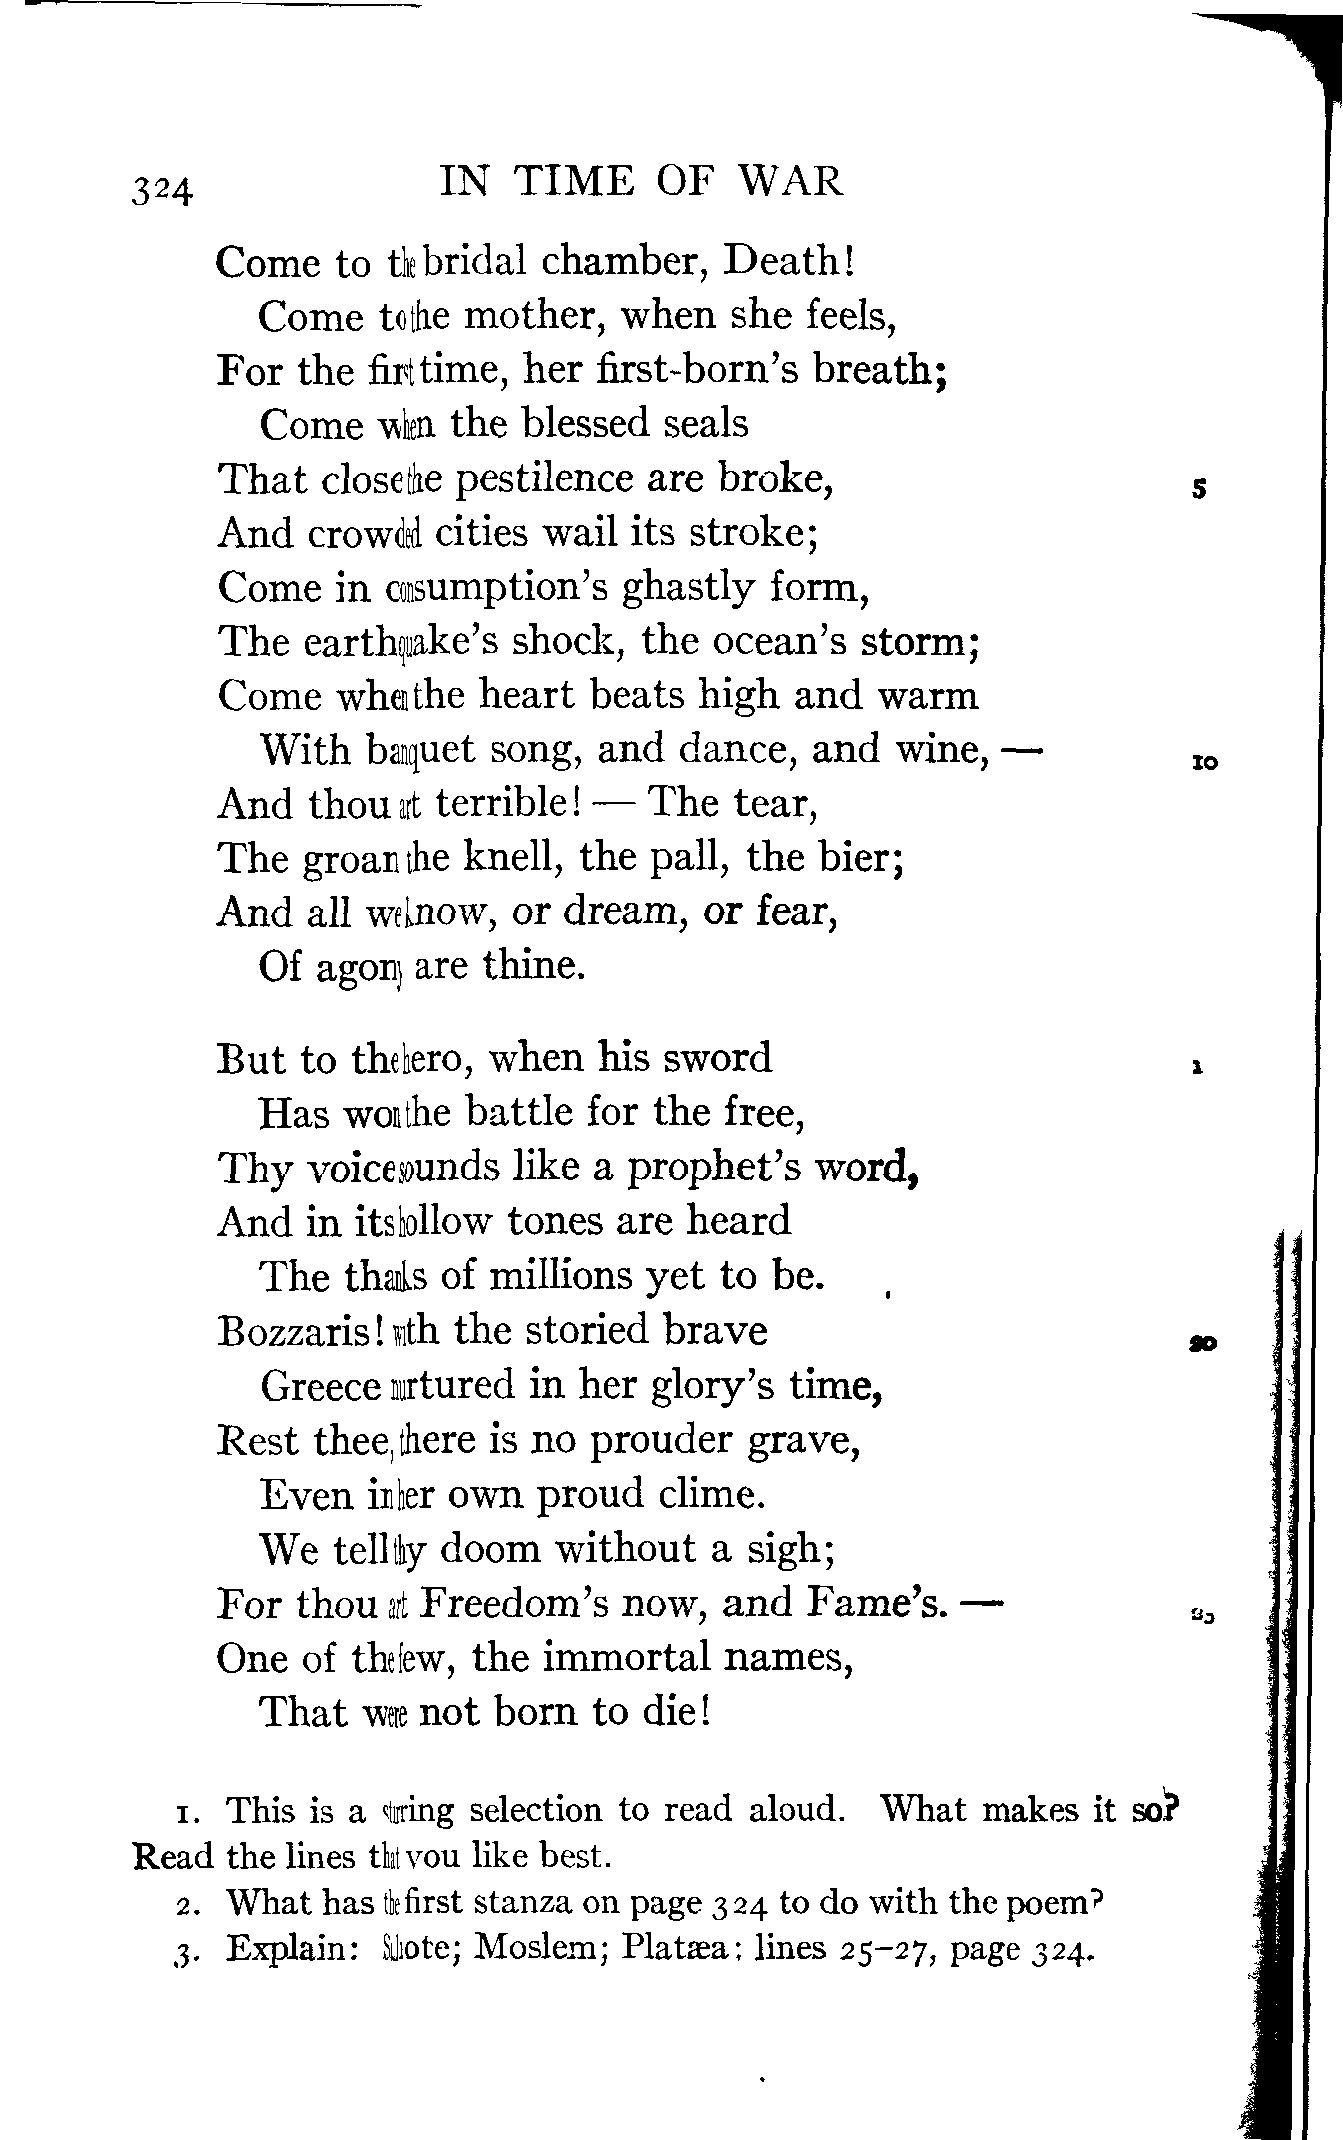 324 IN TIME OF WAR
Come to the bridal chamber, Death!
Come to the mother, when she feels,
For the first time, her first-born's breath;
Come when the blessed seals
That close the pestilence are broke, 5
And crowded cities wail its stroke;
Come in consumption's ghastly form,
The earthquake's shock, the ocean's storm;
Come when the heart beats high and warm
With banquet song, and dance, and wine, — 10
And thou art terrible! — The tear,
The groan the knell, the pall, the bier;
And all we know, or dream, or fear,
Of agony are thine.
But to the hero, when his sword 1
Has won the battle for the free,
Thy voice sounds like a prophet's word,
And in its hollow tones are heard
The thanks of millions yet to be.
Bozzaris! with the storied brave 20
Greece nurtured in her glory's time,
Rest thee, there is no prouder grave,
Even in her own proud clime.
We tell thy doom without a sigh;
For thou art Freedom's now, and Fame's. —
One of the few, the immortal names,
That were not born to die!
1. This is a stirring selection to read aloud. What makes it so?
Read the lines that you like best.
2. What has the first stanza on page 324 to do with the poem?
3. Explain: Suliote; Moslem; Platæa; lines 25–27, page 324.